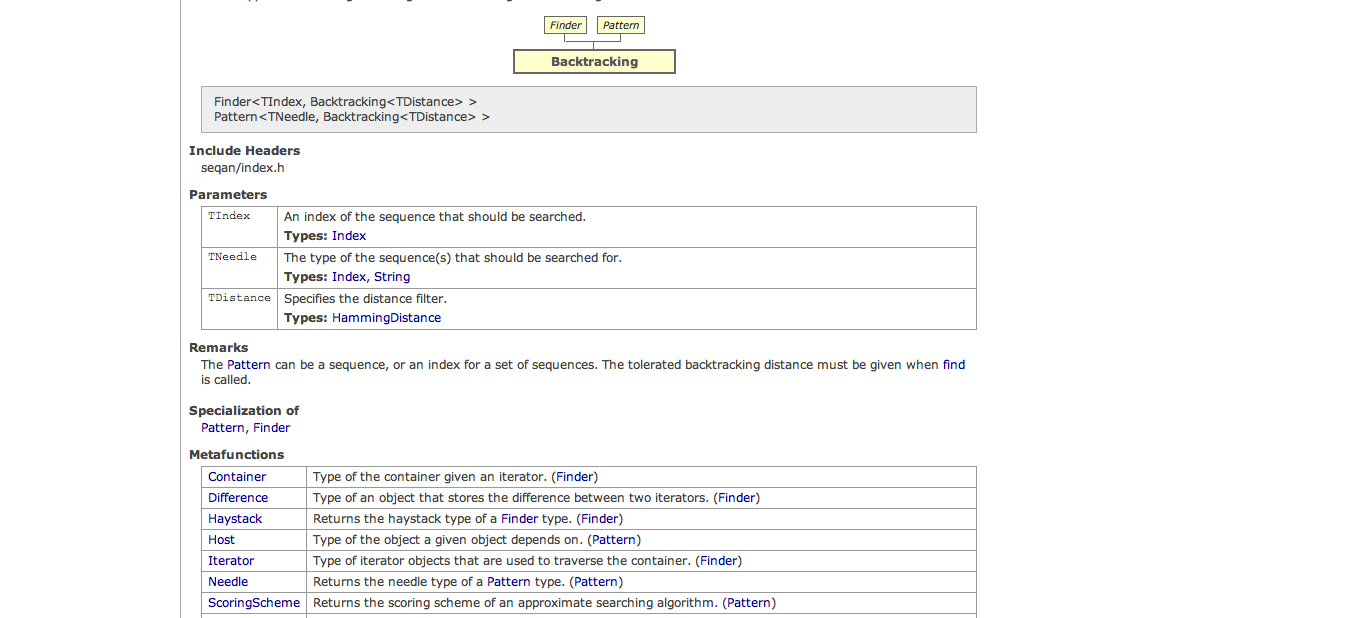 Finder Pattern
Backtracking
Finder<TIndex, Backtracking<TDistance> >
Pattern<TNeedle, Backtracking<TDistance> >
Include Headers
seqan/index.h
Parameters
TIndex An index of the sequence that should be searched.
Types: Index
TNeedle The type of the sequence(s) that should be searched for.
Types: Index, String
TDistance Specifies the distance filter.
Types: HammingDistance
Remarks
The Pattern can be a sequence, or an index for a set of sequences. The tolerated backtracking distance must be given when find
is called.
Specialization of
Pattern, Finder
Metafunctions
Container Type of the container given an iterator. (Finder)
Difference Type of an object that stores the difference between two iterators. (Finder)
Haystack Returns the haystack type of a Finder type. (Finder)
Host Type of the object a given object depends on. (Pattern)
Iterator Type of iterator objects that are used to traverse the container. (Finder)
Needle Returns the needle type of a Pattern type. (Pattern)
ScoringScheme Returns the scoring scheme of an approximate searching algorithm. (Pattern)